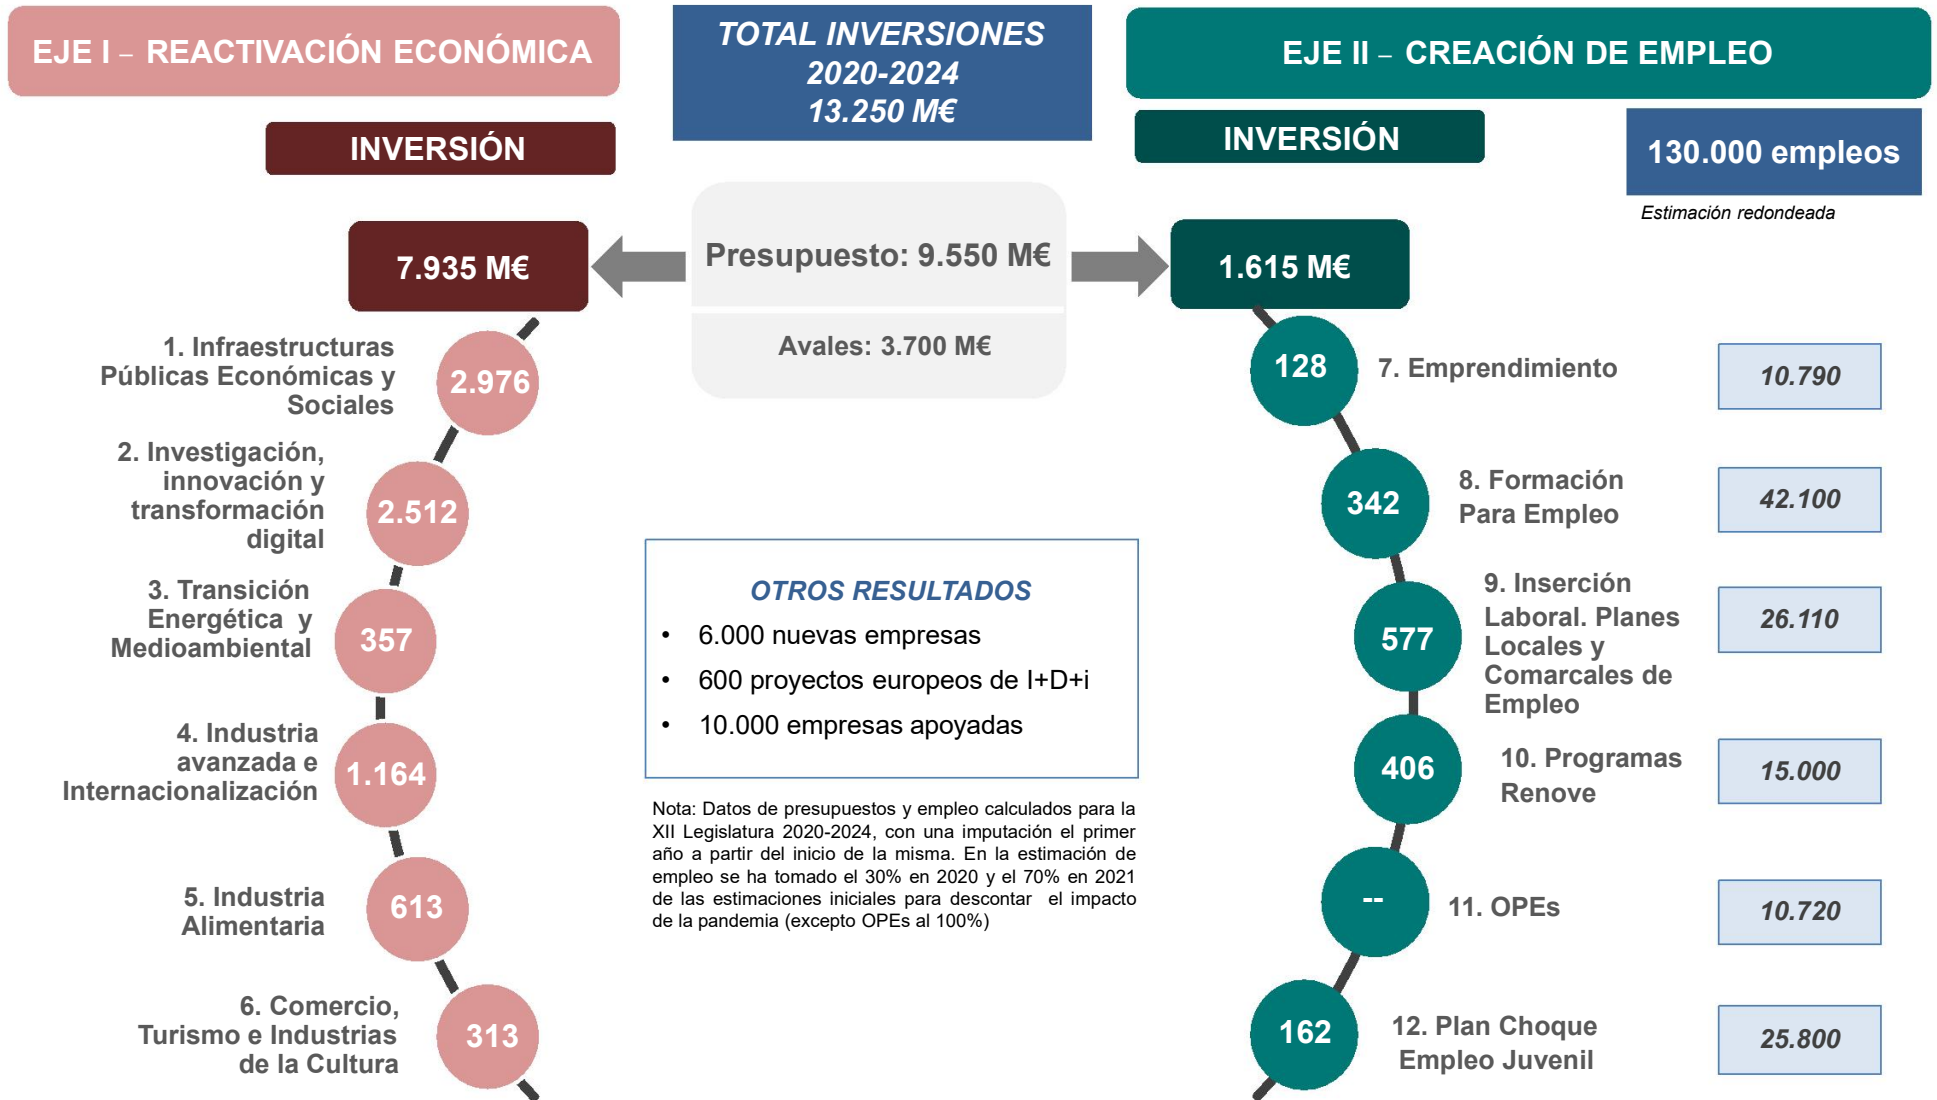 EJE I – REACTIVACIÓN ECONÓMICA
TOTAL INVERSIONES
2020-2024
13.250 M€
EJE II – CREACIÓN DE EMPLEO
INVERSIÓN
INVERSIÓN
130.000 empleos
Estimación redondeada
7.935 M€
Presupuesto: 9.550 M€
Avales: 3.700 M€
1.615 M€
1. Infraestructuras
Públicas Económicas y
Sociales
2.976
2. Investigación,
innovación y
transformación
digital
2.512
3. Transición
Energética y
Medioambiental
357
4. Industria
avanzada e
Internacionalización
1.164
5. Industria
Alimentaria
613
6. Comercio,
Turismo e Industrias
de la Cultura
313
OTROS RESULTADOS
• 6.000 nuevas empresas
• 600 proyectos europeos de I+D+i
• 10.000 empresas apoyadas
Nota: Datos de presupuestos y empleo calculados para la
XII Legislatura 2020-2024, con una imputación el primer
año a partir del inicio de la misma. En la estimación de
empleo se ha tomado el 30% en 2020 y el 70% en 2021
de las estimaciones iniciales para descontar el impacto
de la pandemia (excepto OPEs al 100%)
128
7. Emprendimiento
10.790
342
8. Formación
Para Empleo
42.100
577
9. Inserción
Laboral. Planes
Locales y
Comarcales de
Empleo
26.110
406
10. Programas
Renove
15.000
--
11. OPEs
10.720
162
12. Plan Choque
Empleo Juvenil
25.800